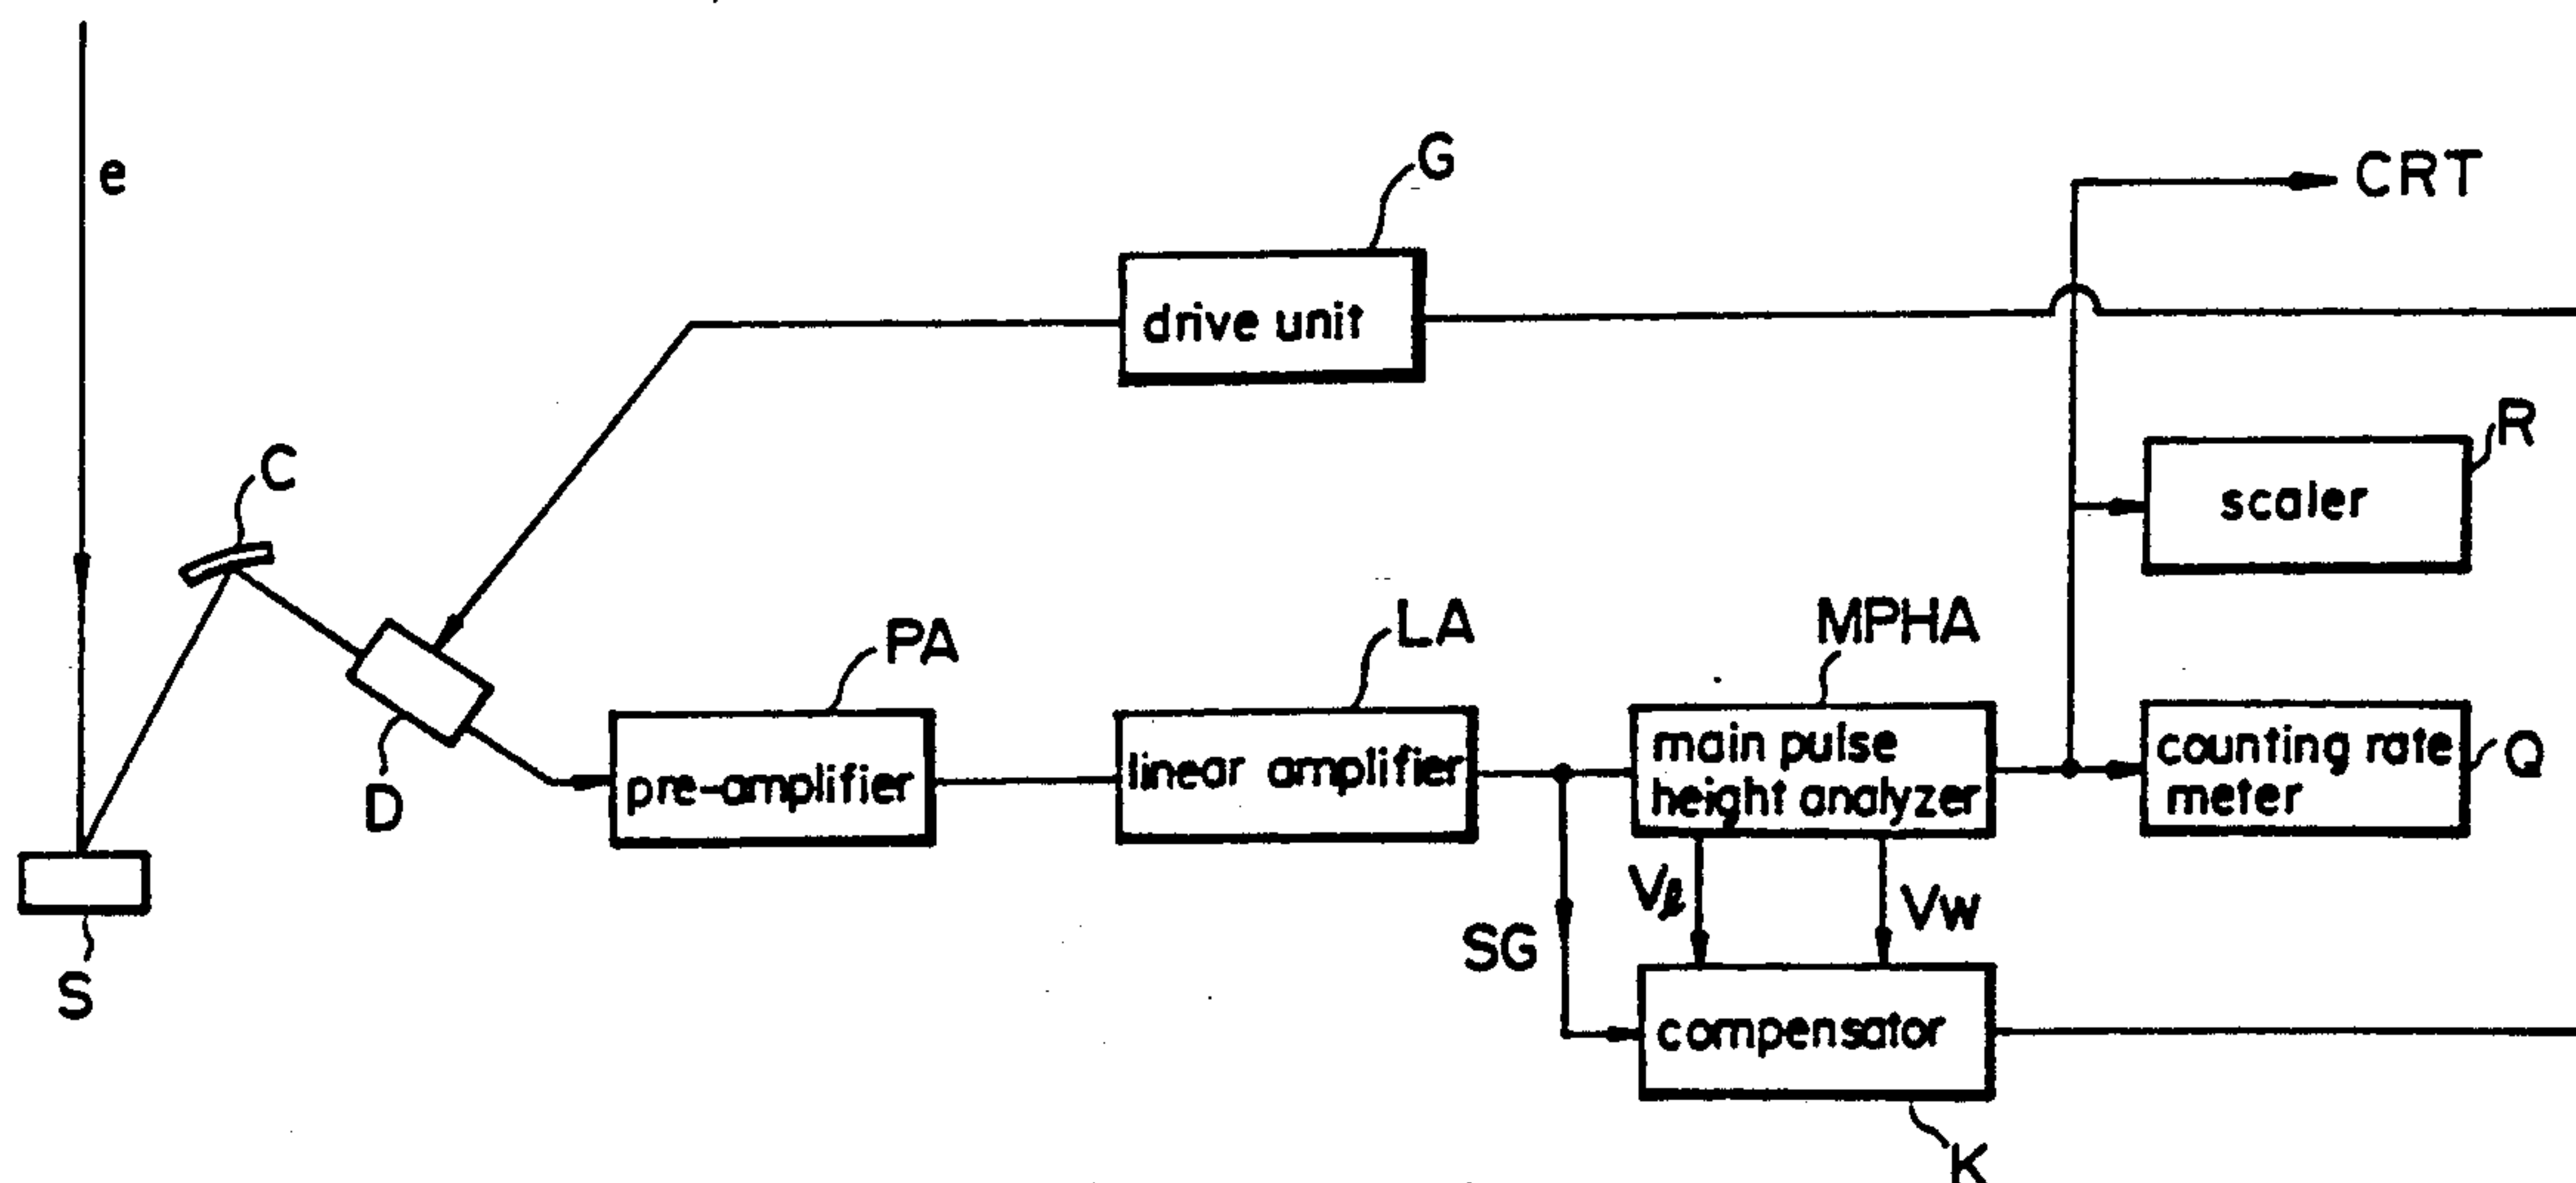 e
G
CRT
drive unit
R
scaler
C
MPHA
LA
PA
main pulse
height analyzer
counting rate
meter
Q
linear amplifier
pre-amplifier
D
Vℓ
Vw
SG
S
compensator
K